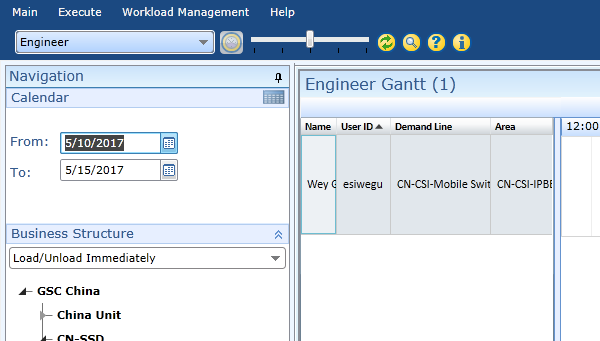 Main Execute Workload Management Help
Engineer
Navigation
Calendar
From: 5/10/2017
To: 5/15/2017
Business Structure
Load/Unload Immediately
GSC China
China Unit
CN-SSD
Engineer Gantt (1)
12:00
Name User ID Demand Line Area
Wey G esiwegu CN-CSI-Mobile Swit CN-CSI-IPBB